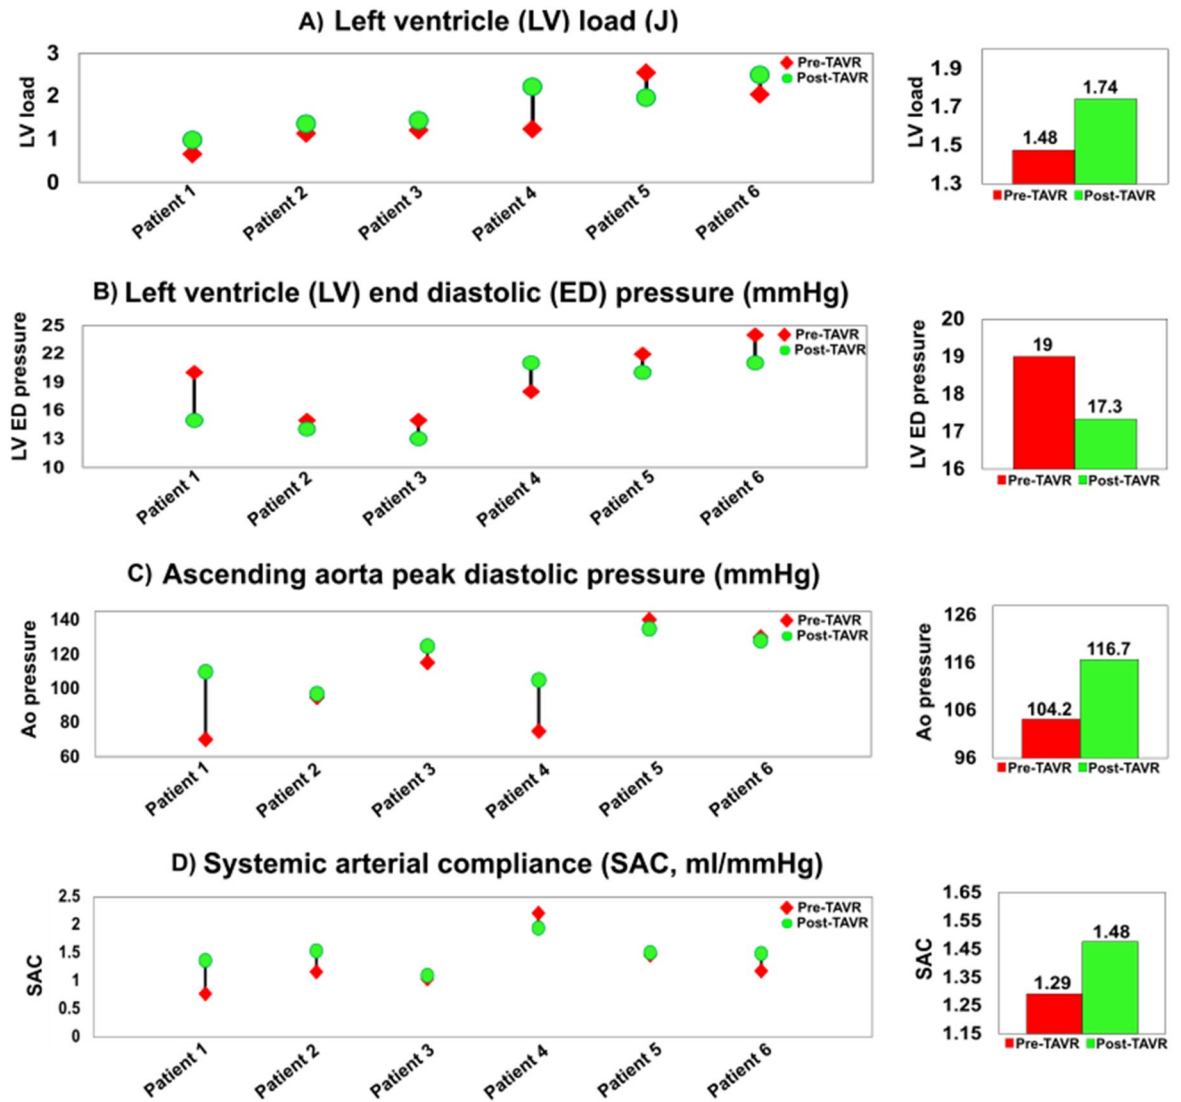 A) Left ventricle (LV) load (J)
LV load
3
2
1
0
Pre-TAVR
Post-TAVR
Patient 1
Patient 2
Patient 3
Patient 4
Patient 5
Patient 6
LV load
1.9
1.7
1.5
1.3
1.48
1.74
Pre-TAVR Post-TAVR
B) Left ventricle (LV) end diastolic (ED) pressure (mmHg)
LV ED pressure
25
22
19
16
13
10
Pre-TAVR
Post-TAVR
Patient 1
Patient 2
Patient 3
Patient 4
Patient 5
Patient 6
LV ED pressure
20
19
18
17
16
19
17.3
Pre-TAVR Post-TAVR
C) Ascending aorta peak diastolic pressure (mmHg)
Ao pressure
140
120
100
80
60
Pre-TAVR
Post-TAVR
Patient 1
Patient 2
Patient 3
Patient 4
Patient 5
Patient 6
Ao pressure
126
116
106
96
104.2
116.7
Pre-TAVR Post-TAVR
D) Systemic arterial compliance (SAC, ml/mmHg)
SAC
2.5
2
1.5
1
0.5
0
Pre-TAVR
Post-TAVR
Patient 1
Patient 2
Patient 3
Patient 4
Patient 5
Patient 6
SAC
1.65
1.55
1.45
1.35
1.25
1.15
1.29
1.48
Pre-TAVR Post-TAVR